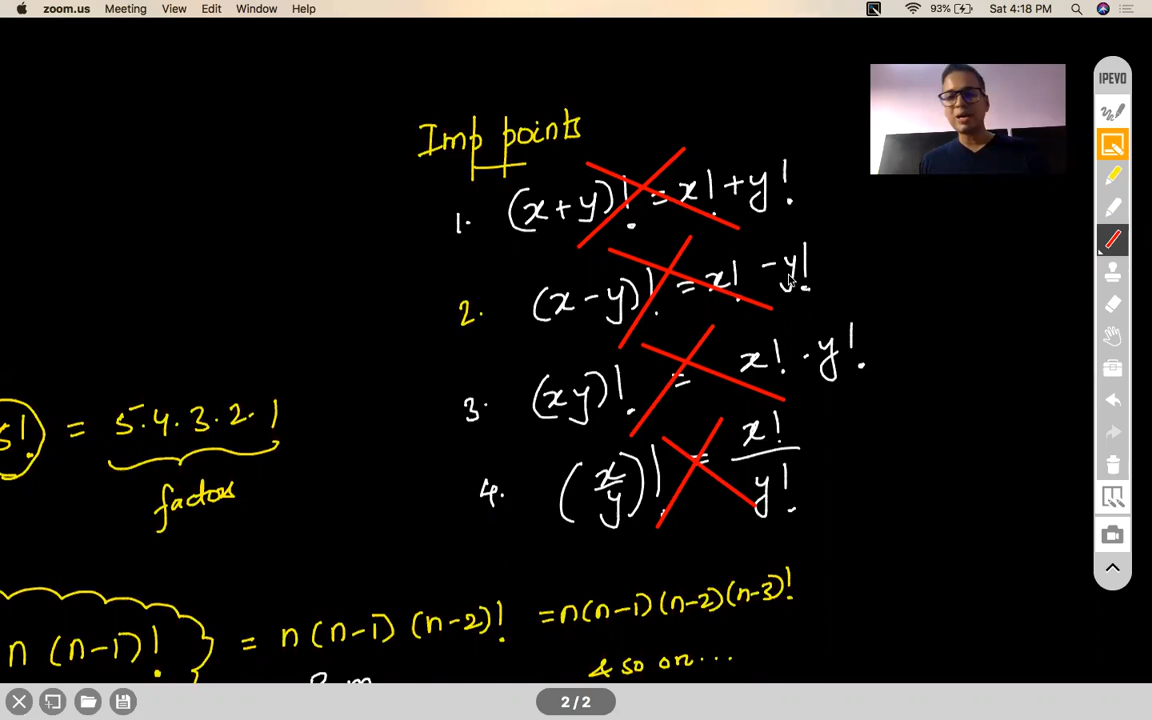 zoom.us Meeting View Edit Window Help 93% Sat 4:18 PM
IPEVO
Imp points
1. (x+y)! = x! + y!
2. (x-y)! = x! - y!
3. (xy)! = x! · y!
4. (x/y)! = x!/y!
5! = 5.4.3.2.1
factors
n (n-1)! = n(n-1) (n-2)! = n(n-1)(n-2)(n-3)!
& so on...
2 / 2